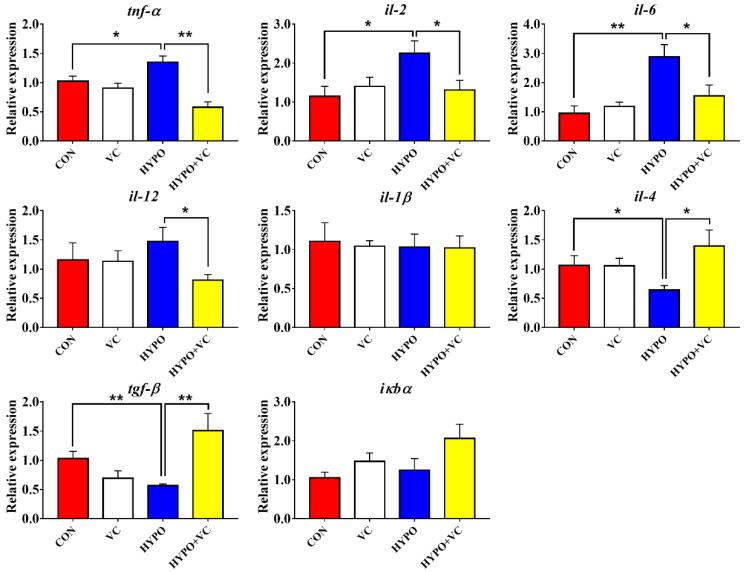 tnf-α
Relative expression
2.0
1.5
1.0
0.5
0.0
*
**
CON
VC
HYPO
HYPO+VC
il-2
Relative expression
3.0
2.0
1.0
0.0
*
*
CON
VC
HYPO
HYPO+VC
il-6
Relative expression
4.0
3.0
2.0
1.0
0.0
**
*
CON
VC
HYPO
HYPO+VC
il-12
Relative expression
2.0
1.5
1.0
0.5
0.0
*
CON
VC
HYPO
HYPO+VC
il-1β
Relative expression
1.5
1.0
0.5
0.0
CON
VC
HYPO
HYPO+VC
il-4
Relative expression
2.0
1.5
1.0
0.5
0.0
*
*
CON
VC
HYPO
HYPO+VC
tgf-β
Relative expression
2.0
1.5
1.0
0.5
0.0
**
**
CON
VC
HYPO
HYPO+VC
iκbα
Relative expression
3.0
2.0
1.0
0.0
CON
VC
HYPO
HYPO+VC